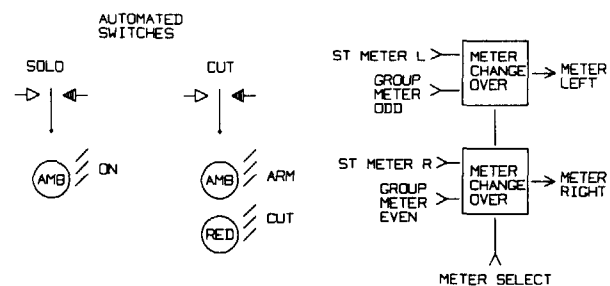 AUTOMATED
SWITCHES
SOLO
CUT
AMB
ON
AMB
ARM
RED
CUT
ST METER L
GROUP
METER
ODD
METER
CHANGE
OVER
METER
LEFT
ST METER R
GROUP
METER
EVEN
METER
CHANGE
OVER
METER
RIGHT
METER SELECT